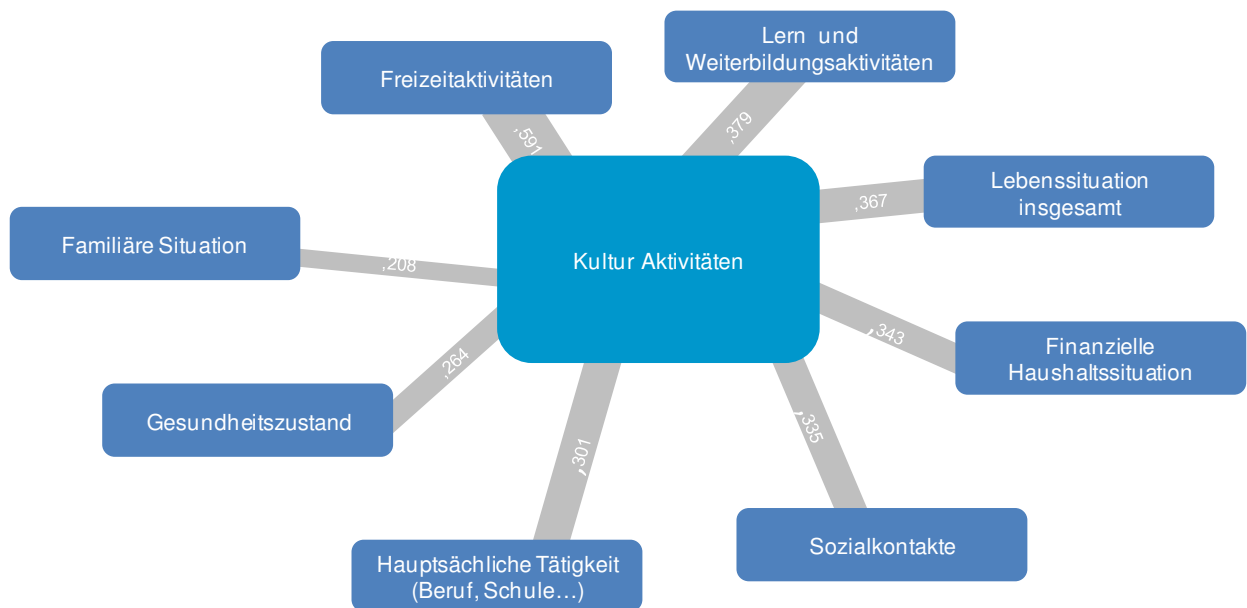 Lern und
Weiterbildungsaktivitäten
Freizeitaktivitäten
,591
,379
Lebenssituation
insgesamt
,367
Familiäre Situation
,208
Kultur Aktivitäten
,343
Finanzielle
Haushaltssituation
,264
Gesundheitszustand
,301
,335
Sozialkontakte
Hauptsächliche Tätigkeit
(Beruf, Schule…)